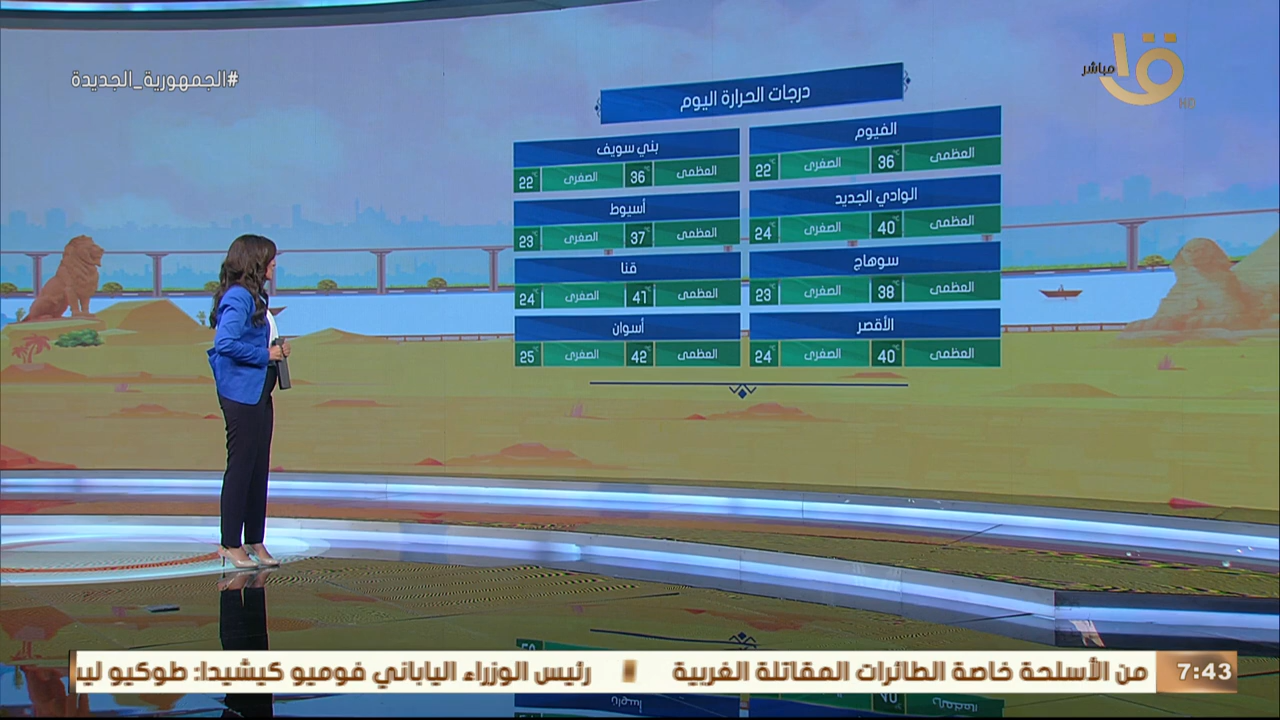 #الجمهورية_الجديدة
مباشر
HD
درجات الحرارة اليوم
الفيوم
العظمى 36°C الصغرى 22°C
بني سويف
العظمى 36°C الصغرى 22°C
الوادي الجديد
العظمى 40°C الصغرى 24°C
أسيوط
العظمى 37°C الصغرى 23°C
سوهاج
العظمى 38°C الصغرى 23°C
قنا
العظمى 41°C الصغرى 24°C
الأقصر
العظمى 40°C الصغرى 24°C
أسوان
العظمى 42°C الصغرى 25°C
7:43
من الأسلحة خاصة الطائرات المقاتلة الغربية
رئيس الوزراء الياباني فوميو كيشيدا: طوكيو